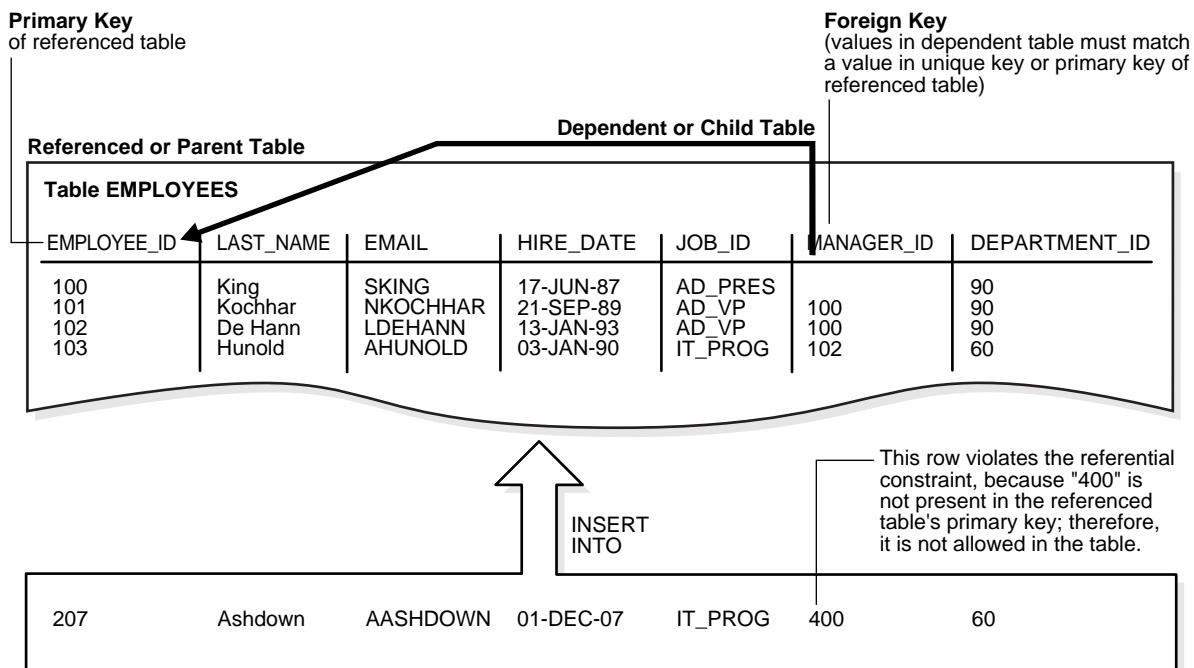 Primary Key
of referenced table
Foreign Key
(values in dependent table must match
a value in unique key or primary key of
referenced table)
Dependent or Child Table
Referenced or Parent Table
Table EMPLOYEES
EMPLOYEE_ID LAST_NAME EMAIL HIRE_DATE JOB_ID MANAGER_ID DEPARTMENT_ID
100 King SKING 17-JUN-87 AD_PRES 90
101 Kochhar NKOCHHAR 21-SEP-89 AD_VP 100 90
102 De Hann LDEHANN 13-JAN-93 AD_VP 100 90
103 Hunold AHUNOLD 03-JAN-90 IT_PROG 102 60
This row violates the referential
constraint, because "400" is
not present in the referenced
table's primary key; therefore,
it is not allowed in the table.
INSERT
INTO
207 Ashdown AASHDOWN 01-DEC-07 IT_PROG 400 60